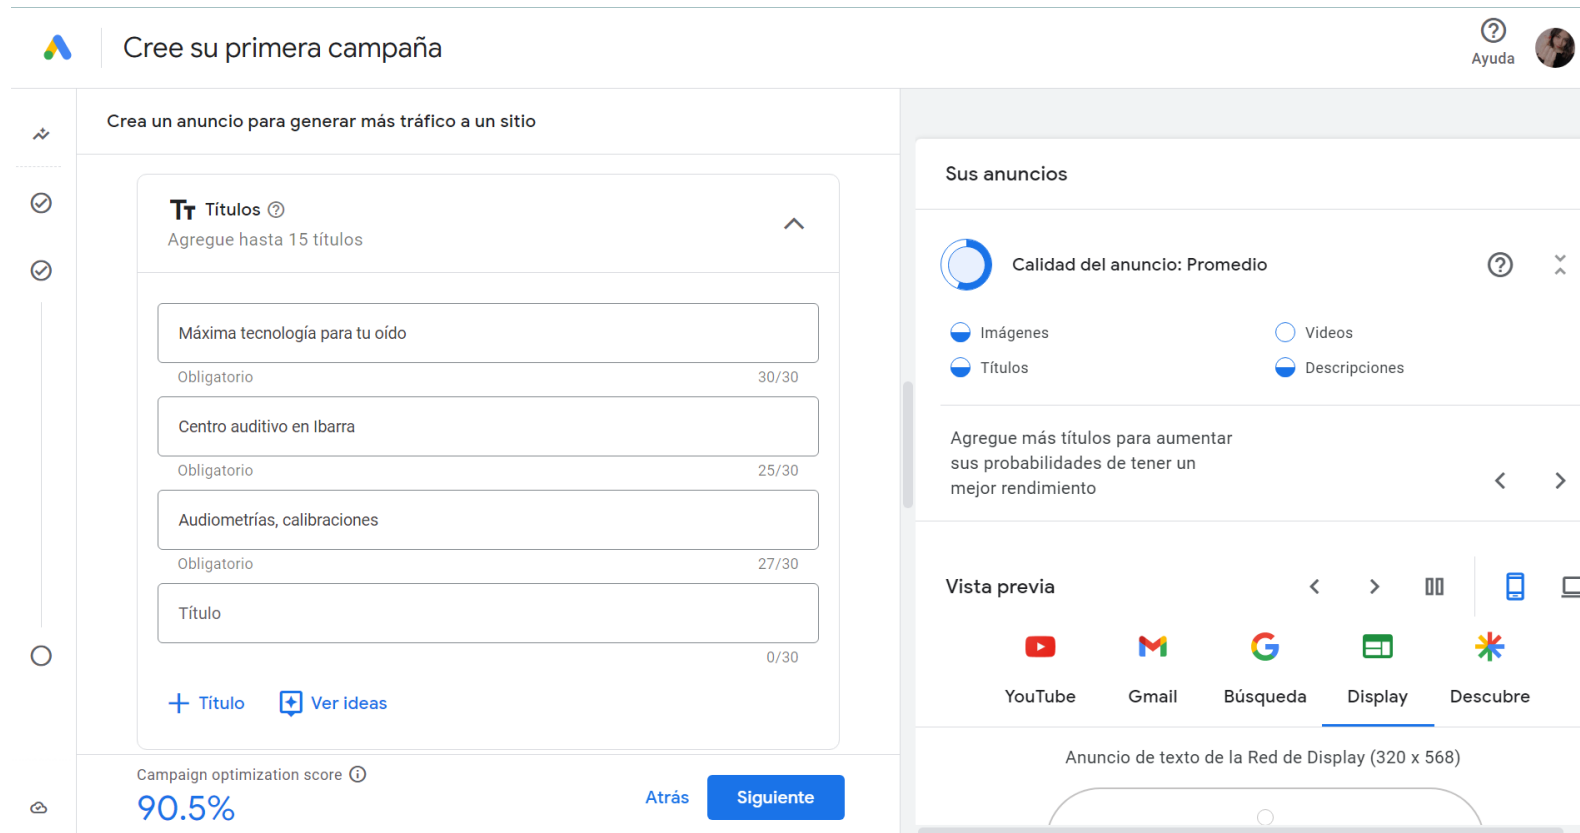 Cree su primera campaña
Ayuda
Crea un anuncio para generar más tráfico a un sitio
Títulos
Agregue hasta 15 títulos
Máxima tecnología para tu oído
Obligatorio 30/30
Centro auditivo en Ibarra
Obligatorio 25/30
Audiometrías, calibraciones
Obligatorio 27/30
Título
0/30
+ Título Ver ideas
Campaign optimization score
90.5%
Atrás Siguiente
Sus anuncios
Calidad del anuncio: Promedio
Imágenes Videos
Títulos Descripciones
Agregue más títulos para aumentar
sus probabilidades de tener un
mejor rendimiento
Vista previa
YouTube Gmail Búsqueda Display Descubre
Anuncio de texto de la Red de Display (320 x 568)